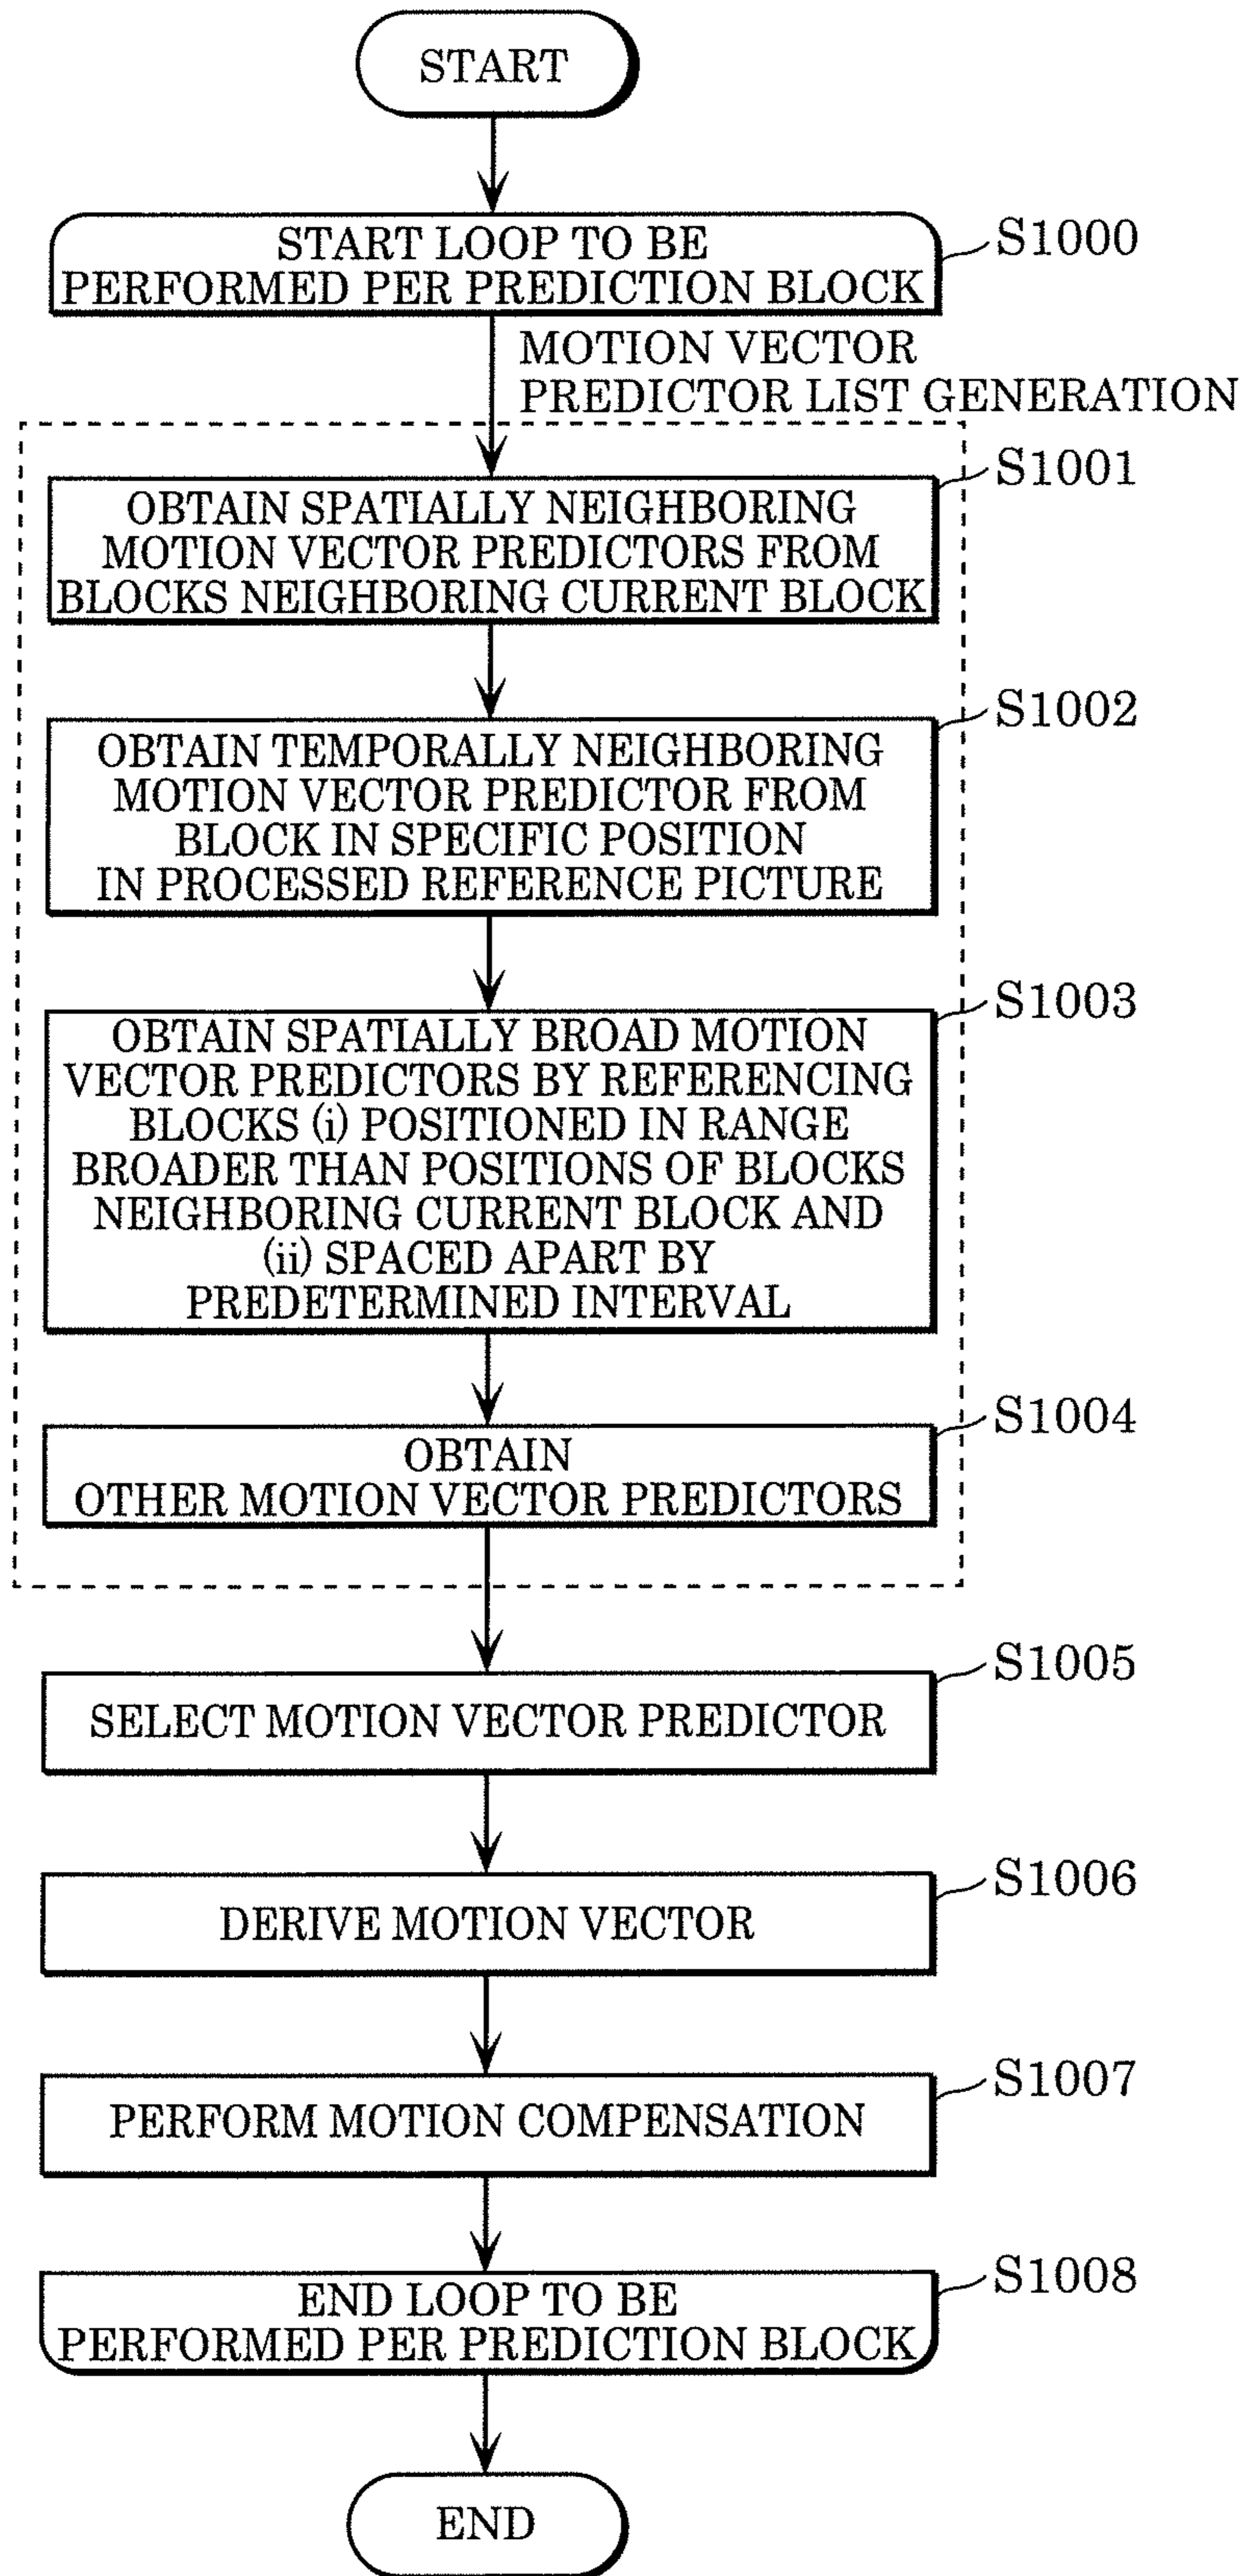 START
START LOOP TO BE
PERFORMED PER PREDICTION BLOCK
S1000
MOTION VECTOR
PREDICTOR LIST GENERATION
S1001
OBTAIN SPATIALLY NEIGHBORING
MOTION VECTOR PREDICTORS FROM
BLOCKS NEIGHBORING CURRENT BLOCK
S1002
OBTAIN TEMPORALLY NEIGHBORING
MOTION VECTOR PREDICTOR FROM
BLOCK IN SPECIFIC POSITION
IN PROCESSED REFERENCE PICTURE
S1003
OBTAIN SPATIALLY BROAD MOTION
VECTOR PREDICTORS BY REFERENCING
BLOCKS (i) POSITIONED IN RANGE
BROADER THAN POSITIONS OF BLOCKS
NEIGHBORING CURRENT BLOCK AND
(ii) SPACED APART BY
PREDETERMINED INTERVAL
S1004
OBTAIN
OTHER MOTION VECTOR PREDICTORS
S1005
SELECT MOTION VECTOR PREDICTOR
S1006
DERIVE MOTION VECTOR
S1007
PERFORM MOTION COMPENSATION
S1008
END LOOP TO BE
PERFORMED PER PREDICTION BLOCK
END